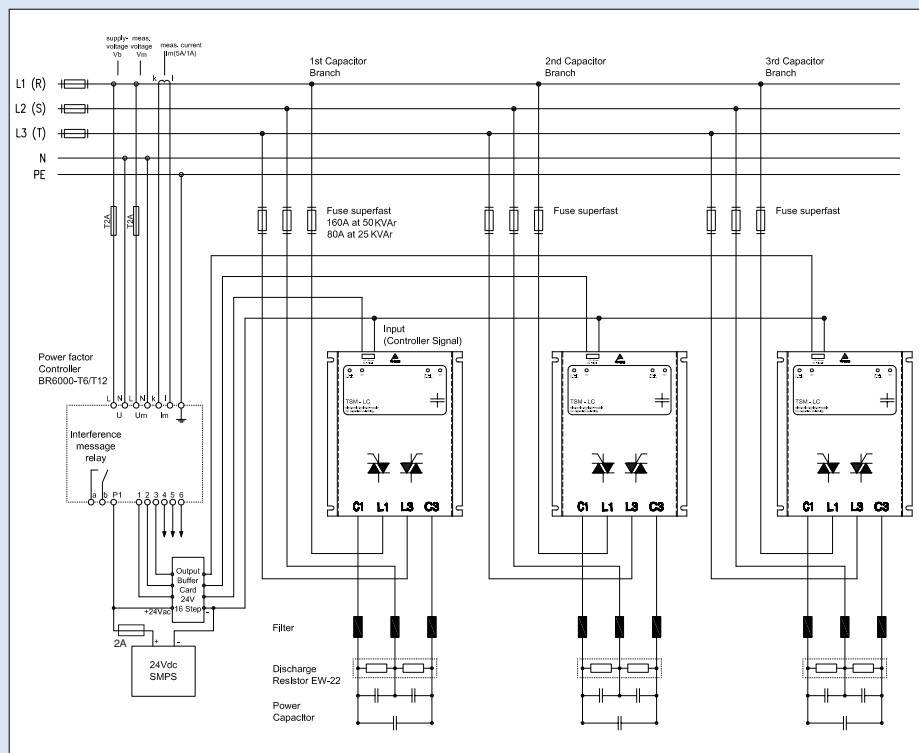 supply- meas. meas. current
voltage voltage Im(5A/1A)
Vb Vm
k l
1st Capacitor
Branch
2nd Capacitor
Branch
3rd Capacitor
Branch
L1 (R)
L2 (S)
L3 (T)
N
PE
T2A
T2A
Fuse superfast
160A at 50KVAr
80A at 25KVAr
Fuse superfast
Fuse superfast
Input
(Controller Signal)
Power factor
Controller
BR6000-T6/T12
L N L N k l
U Um Im
Interference
message
relay
a b P1 1 2 3 4 5 6
TSM - LC
TSM - LC
TSM - LC
C1 L1 L3 C3
C1 L1 L3 C3
C1 L1 L3 C3
Output
Buffer
Card
24V
16 Step
+24Vac -
2A
+ -
24Vdc
SMPS
Filter
Discharge
Resistor EW-22
Power
Capacitor